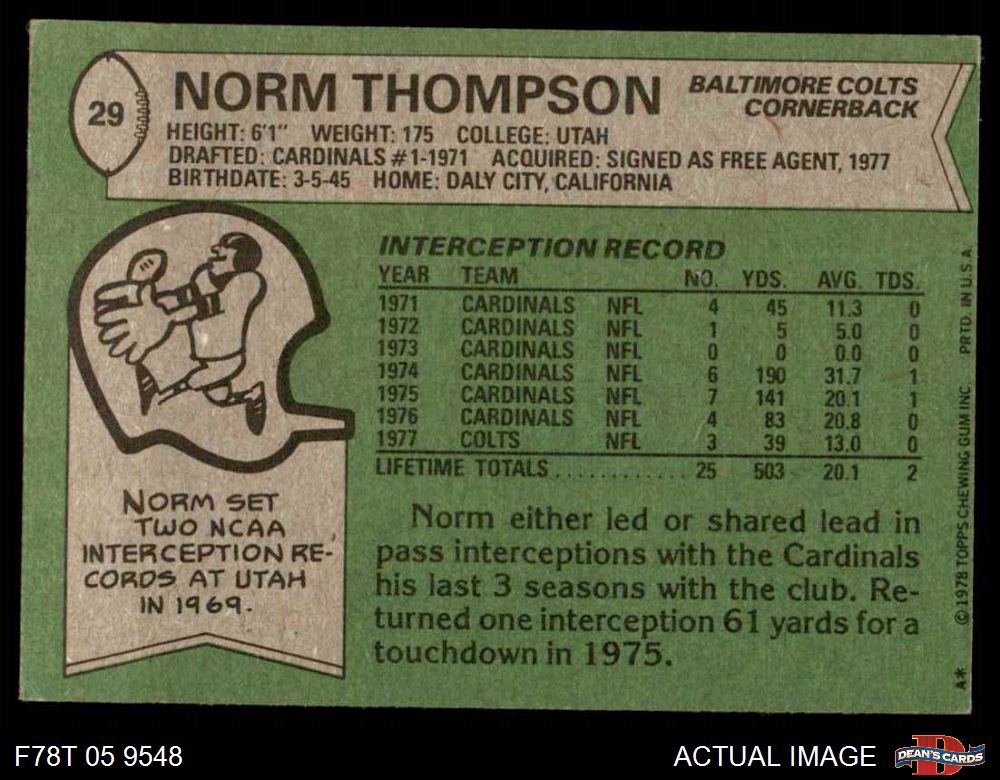 29
NORM THOMPSON
BALTIMORE COLTS
CORNERBACK
HEIGHT: 6'1" WEIGHT: 175 COLLEGE: UTAH
DRAFTED: CARDINALS #1-1971 ACQUIRED: SIGNED AS FREE AGENT, 1977
BIRTHDATE: 3-5-45 HOME: DALY CITY, CALIFORNIA
INTERCEPTION RECORD
YEAR TEAM NO. YDS. AVG. TDS.
1971 CARDINALS NFL 4 45 11.3 0
1972 CARDINALS NFL 1 5 5.0 0
1973 CARDINALS NFL 0 0 0.0 0
1974 CARDINALS NFL 6 190 31.7 1
1975 CARDINALS NFL 7 141 20.1 1
1976 CARDINALS NFL 4 83 20.8 0
1977 COLTS NFL 3 39 13.0 0
LIFETIME TOTALS............ 25 503 20.1 2
NORM SET
TWO NCAA
INTERCEPTION RE-
CORDS AT UTAH
IN 1969.
Norm either led or shared lead in
pass interceptions with the Cardinals
his last 3 seasons with the club. Re-
turned one interception 61 yards for a
touchdown in 1975.
A* ©1978 TOPPS CHEWING GUM INC. PRTD. IN U.S.A.
F78T 05 9548
ACTUAL IMAGE
D
DEAN'S CARDS